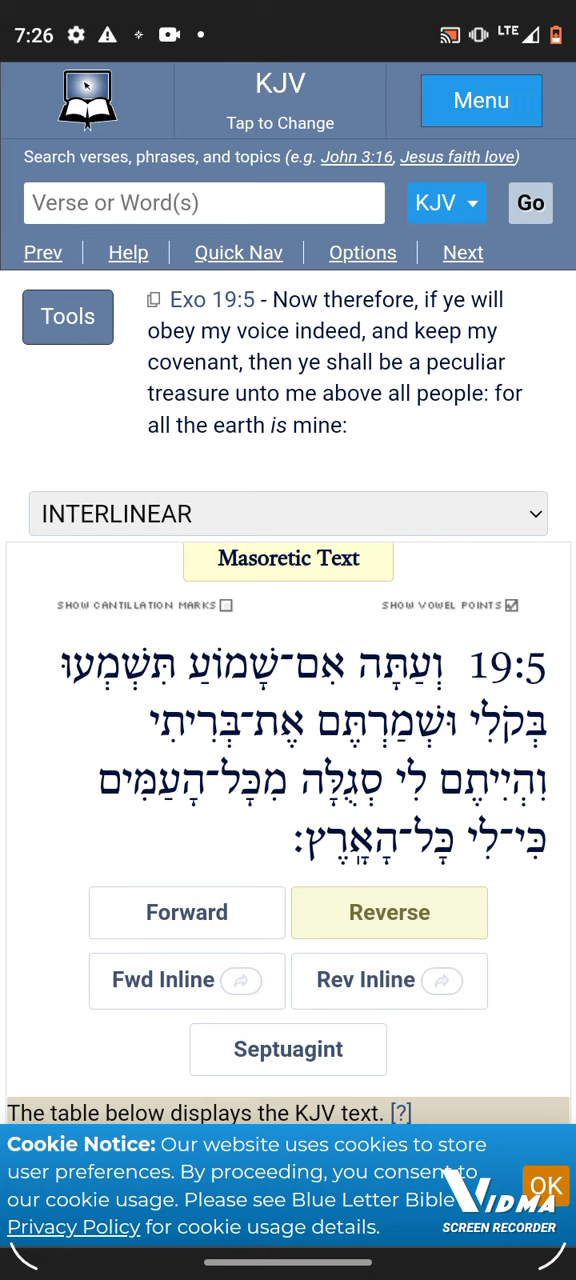 7:26 LTE
KJV
Tap to Change
Menu
Search verses, phrases, and topics (e.g. John 3:16, Jesus faith love)
Verse or Word(s) KJV Go
Prev Help Quick Nav Options Next
Tools
Exo 19:5 - Now therefore, if ye will
obey my voice indeed, and keep my
covenant, then ye shall be a peculiar
treasure unto me above all people: for
all the earth is mine:
INTERLINEAR
Masoretic Text
SHOW CANTILLATION MARKS SHOW VOWEL POINTS
19:5 וְעַתָּה אִם־שָׁמוֹעַ תִּשְׁמְעוּ
בְּקֹלִי וּשְׁמַרְתֶּם אֶת־בְּרִיתִי
וִהְיִיתֶם לִי סְגֻלָּה מִכָּל־הָעַמִּים
כִּי־לִי כָּל־הָאָֽרֶץ׃
Forward Reverse
Fwd Inline Rev Inline
Septuagint
The table below displays the KJV text. [?]
Cookie Notice: Our website uses cookies to store
user preferences. By proceeding, you consent to
our cookie usage. Please see Blue Letter Bible
Privacy Policy for cookie usage details.
OK
VIDMA
SCREEN RECORDER